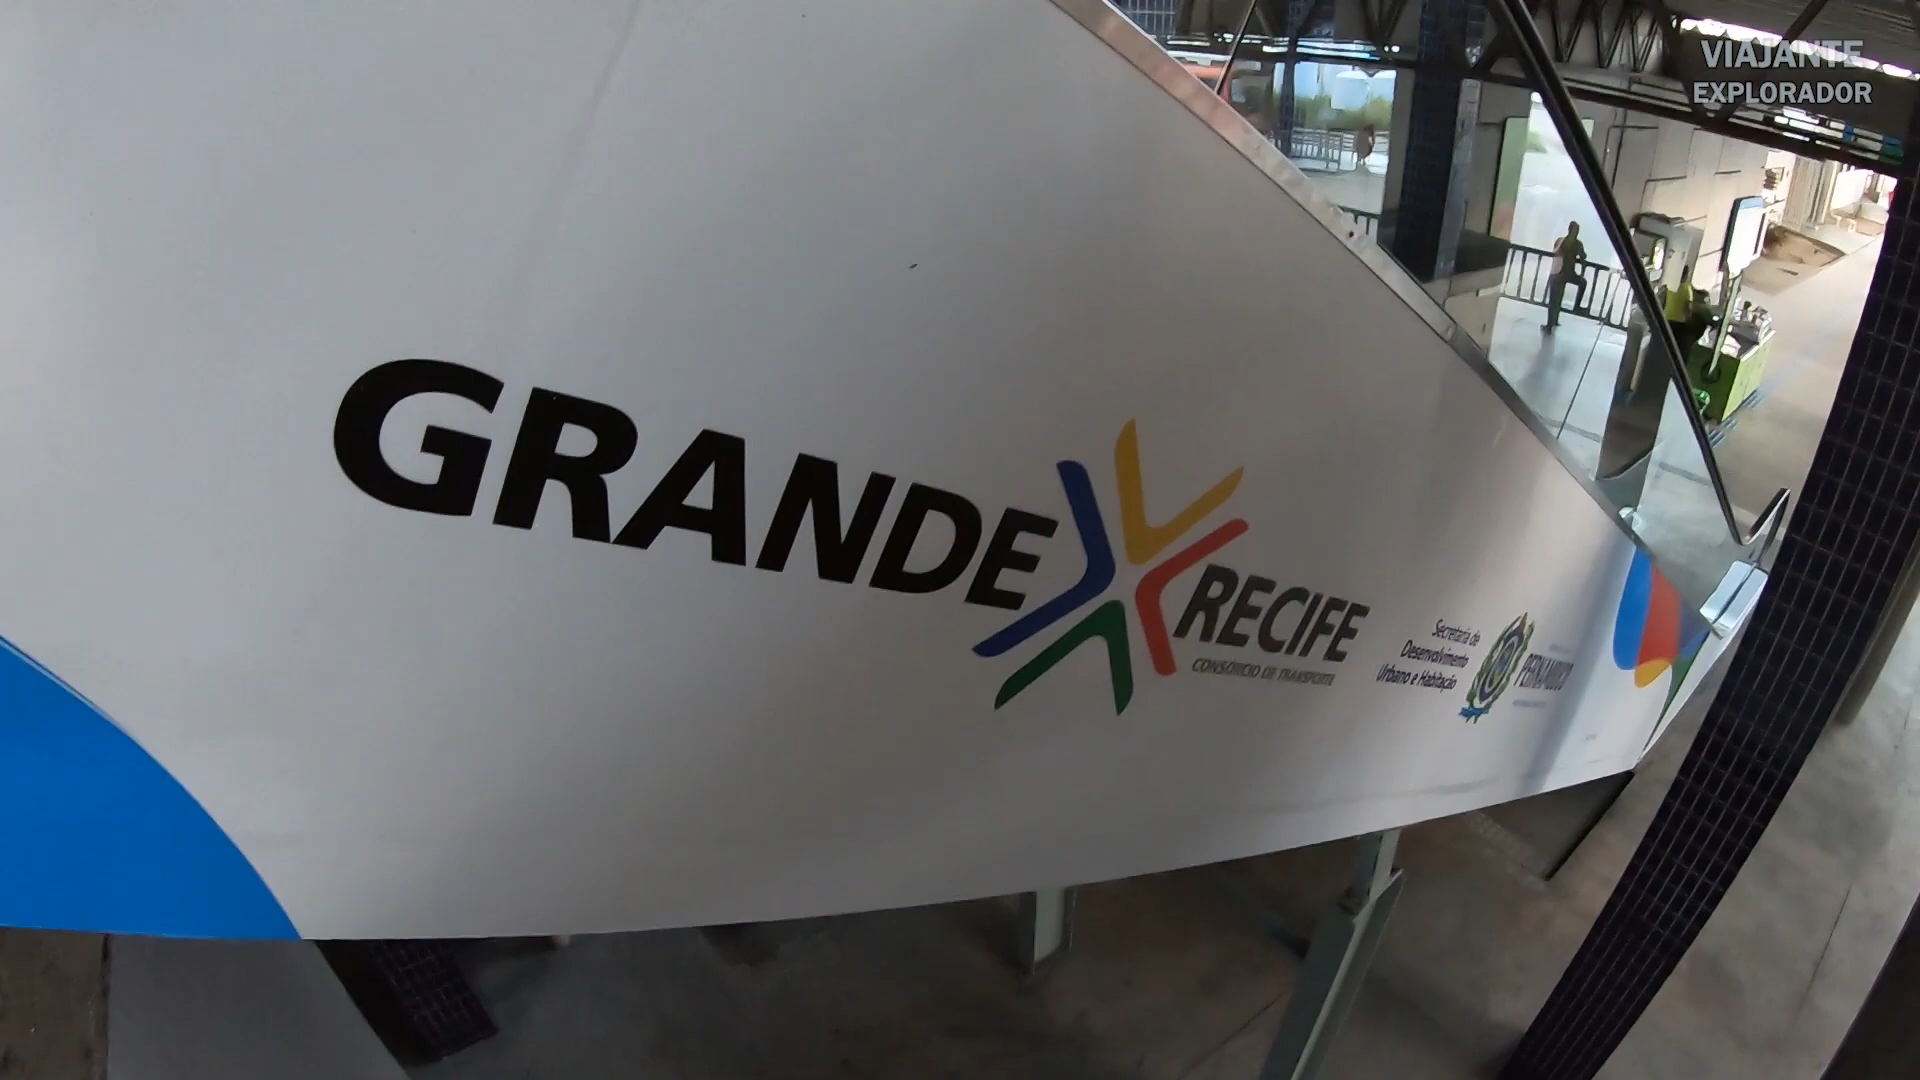 VIAJANTE
EXPLORADOR
GRANDE
RECIFE
CONSÓRCIO DE TRANSPORTE
Secretaria de
Desenvolvimento
Urbano e Habitação
PERNAMBUCO